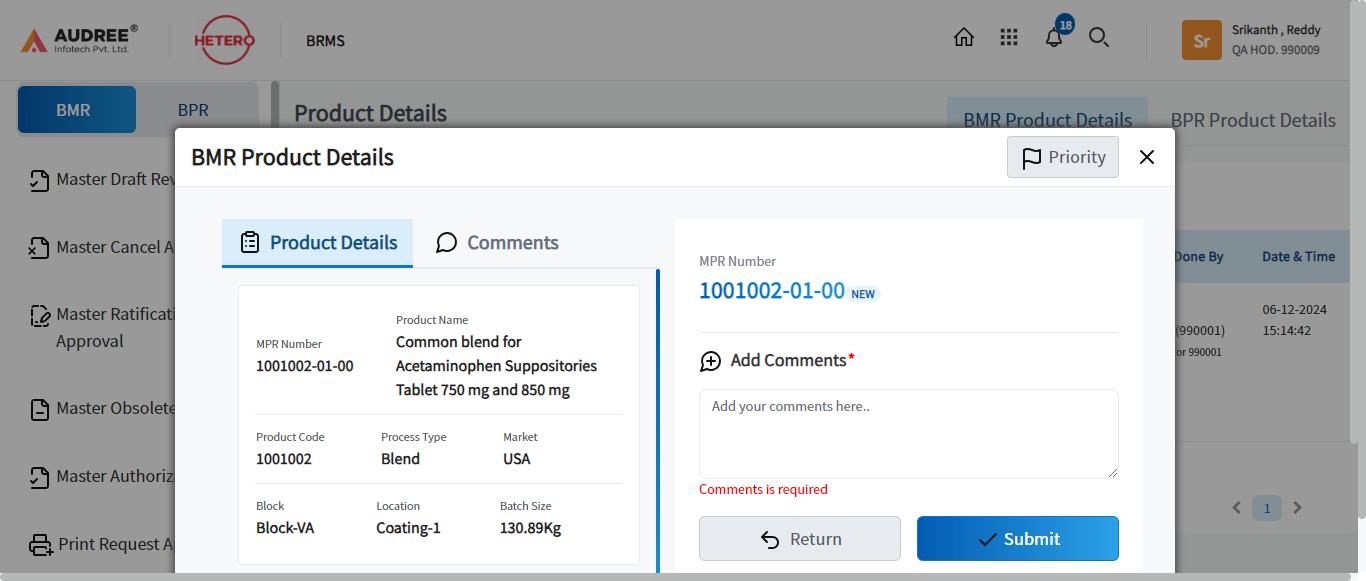 AUDREE®
Infotech Pvt. Ltd.
HETERO
BRMS
18
Sr
Srikanth , Reddy
QA HOD. 990009
BMR
BPR
Product Details
BMR Product Details
BPR Product Details
Master Draft Rev
Master Cancel A
Master Ratificati
Approval
Master Obsolete
Master Authoriza
Print Request A
Done By
Date & Time
(990001)
or 990001
06-12-2024
15:14:42
1
BMR Product Details
Priority
Product Details
Comments
MPR Number
1001002-01-00
Product Name
Common blend for
Acetaminophen Suppositories
Tablet 750 mg and 850 mg
Product Code
1001002
Process Type
Blend
Market
USA
Block
Block-VA
Location
Coating-1
Batch Size
130.89Kg
MPR Number
1001002-01-00 NEW
Add Comments*
Add your comments here..
Comments is required
Return
Submit